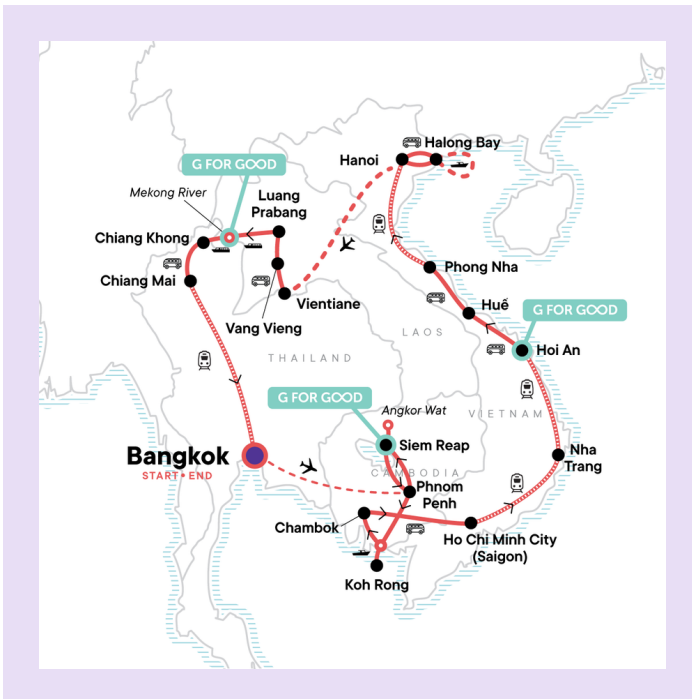 Halong Bay
Hanoi
G FOR GOOD
Mekong River
Luang
Prabang
Chiang Khong
Chiang Mai
Phong Nha
Vientiane
Huế
G FOR GOOD
Vang Vieng
LAOS
Hoi An
THAILAND
G FOR GOOD
Angkor Wat
VIETNAM
Siem Reap
Bangkok
START • END
CAMBODIA
Nha
Trang
Phnom
Penh
Chambok
Ho Chi Minh City
(Saigon)
Koh Rong